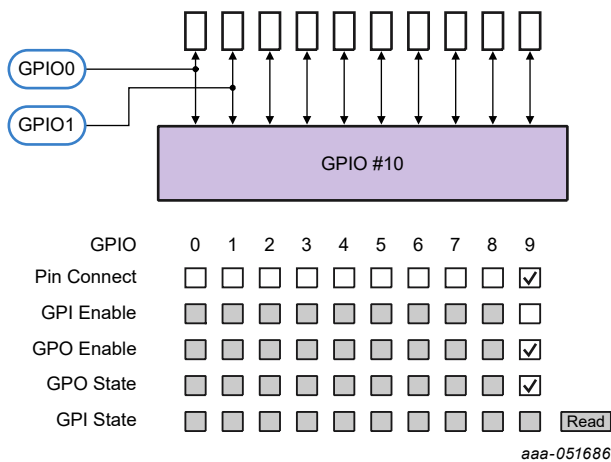 GPIO0
GPIO1
GPIO #10
GPIO 0 1 2 3 4 5 6 7 8 9
Pin Connect
GPI Enable
GPO Enable
GPO State
GPI State Read
aaa-051686